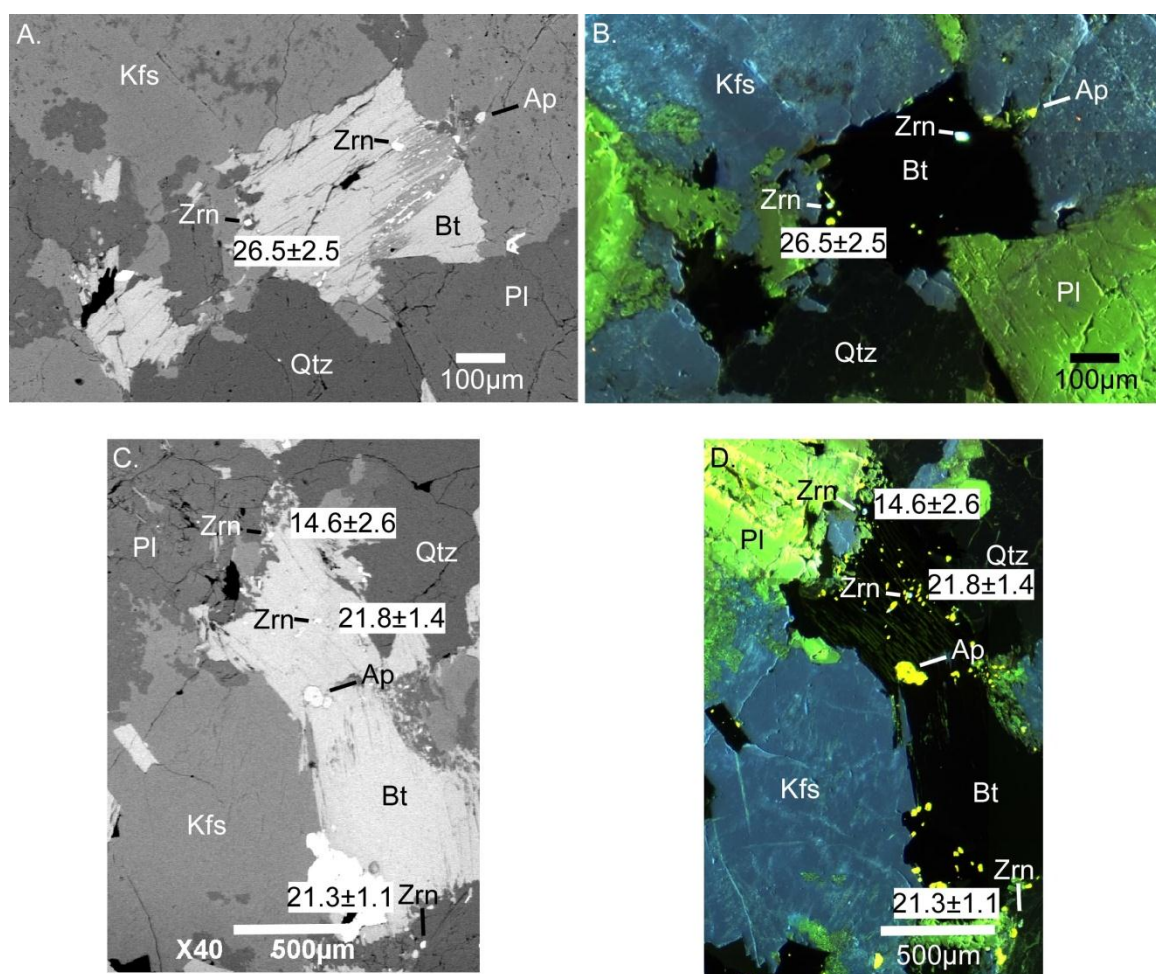 A.
Kfs
Ap
Zrn
Zrn
Bt
26.5±2.5
Pl
Qtz
100µm
B.
Kfs
Ap
Zrn
Bt
Zrn
26.5±2.5
Pl
Qtz
100µm
C.
Zrn 14.6±2.6
Pl
Qtz
Zrn 21.8±1.4
Ap
Bt
Kfs
21.3±1.1 Zrn
X40 500µm
D.
Zrn 14.6±2.6
Pl
Qtz
Zrn 21.8±1.4
Ap
Kfs
Bt
Zrn
21.3±1.1
500µm